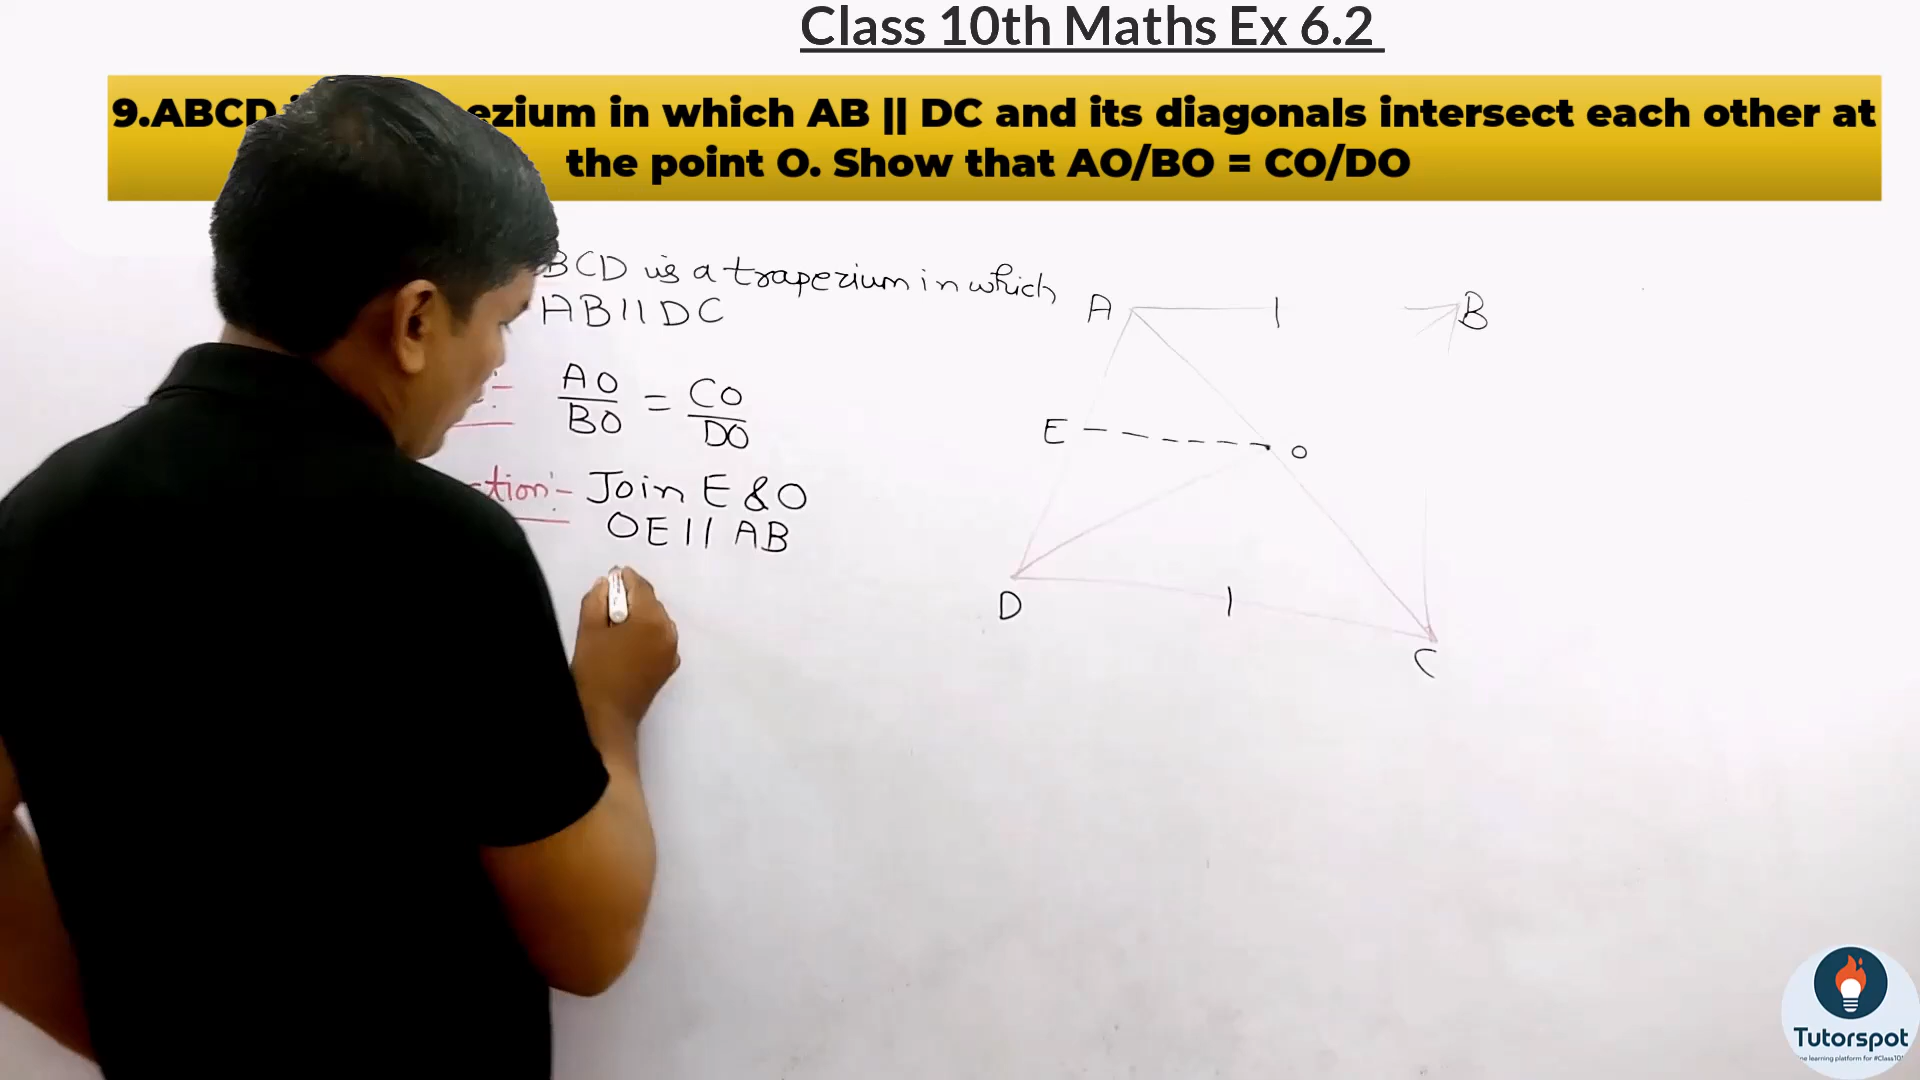 Class 10th Maths Ex 6.2
9.ABCD ezium in which AB || DC and its diagonals intersect each other at
the point O. Show that AO/BO = CO/DO
BCD is a trapezium in which
AB || DC
AO/BO = CO/DO
ction:- Join E & O
OE || AB
A
B
E
O
D
C
Tutorspot